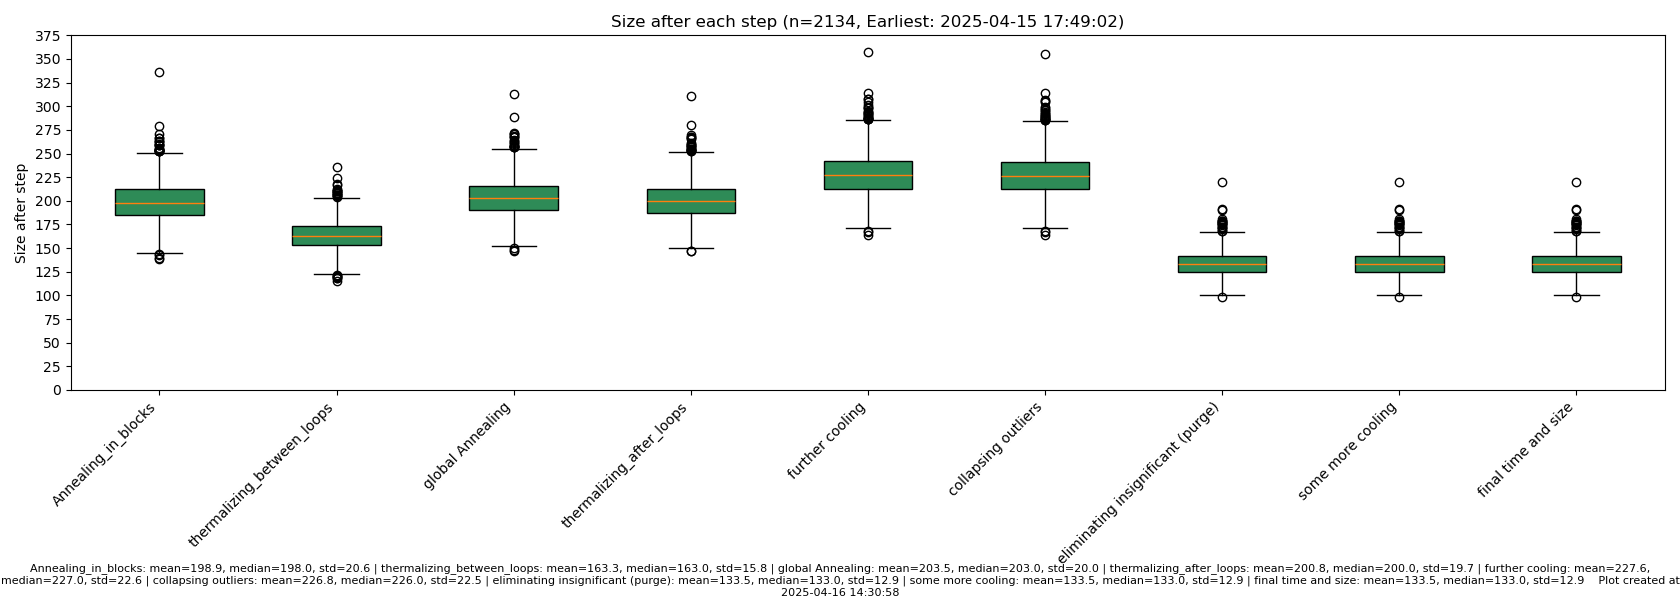 Size after each step (n=2134, Earliest: 2025-04-15 17:49:02)
375
350
325
300
275
250
225
200
175
150
125
100
75
50
25
0
Size after step
Annealing_in_blocks
thermalizing_between_loops
global Annealing
thermalizing_after_loops
further cooling
collapsing outliers
eliminating insignificant (purge)
some more cooling
final time and size
Annealing_in_blocks: mean=198.9, median=198.0, std=20.6 | thermalizing_between_loops: mean=163.3, median=163.0, std=15.8 | global Annealing: mean=203.5, median=203.0, std=20.0 | thermalizing_after_loops: mean=200.8, median=200.0, std=19.7 | further cooling: mean=227.6,
median=227.0, std=22.6 | collapsing outliers: mean=226.8, median=226.0, std=22.5 | eliminating insignificant (purge): mean=133.5, median=133.0, std=12.9 | some more cooling: mean=133.5, median=133.0, std=12.9 | final time and size: mean=133.5, median=133.0, std=12.9    Plot created at
2025-04-16 14:30:58